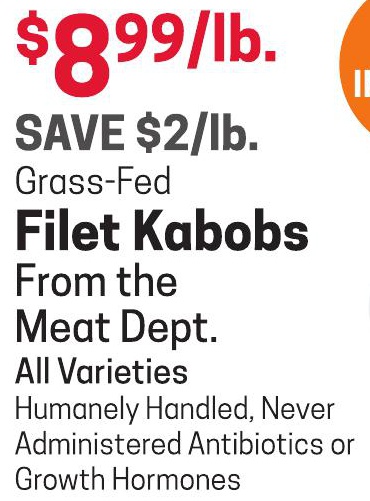 $8.99/lb.
SAVE $2/lb.
Grass-Fed
Filet Kabobs
From the
Meat Dept.
All Varieties
Humanely Handled, Never
Administered Antibiotics or
Growth Hormones